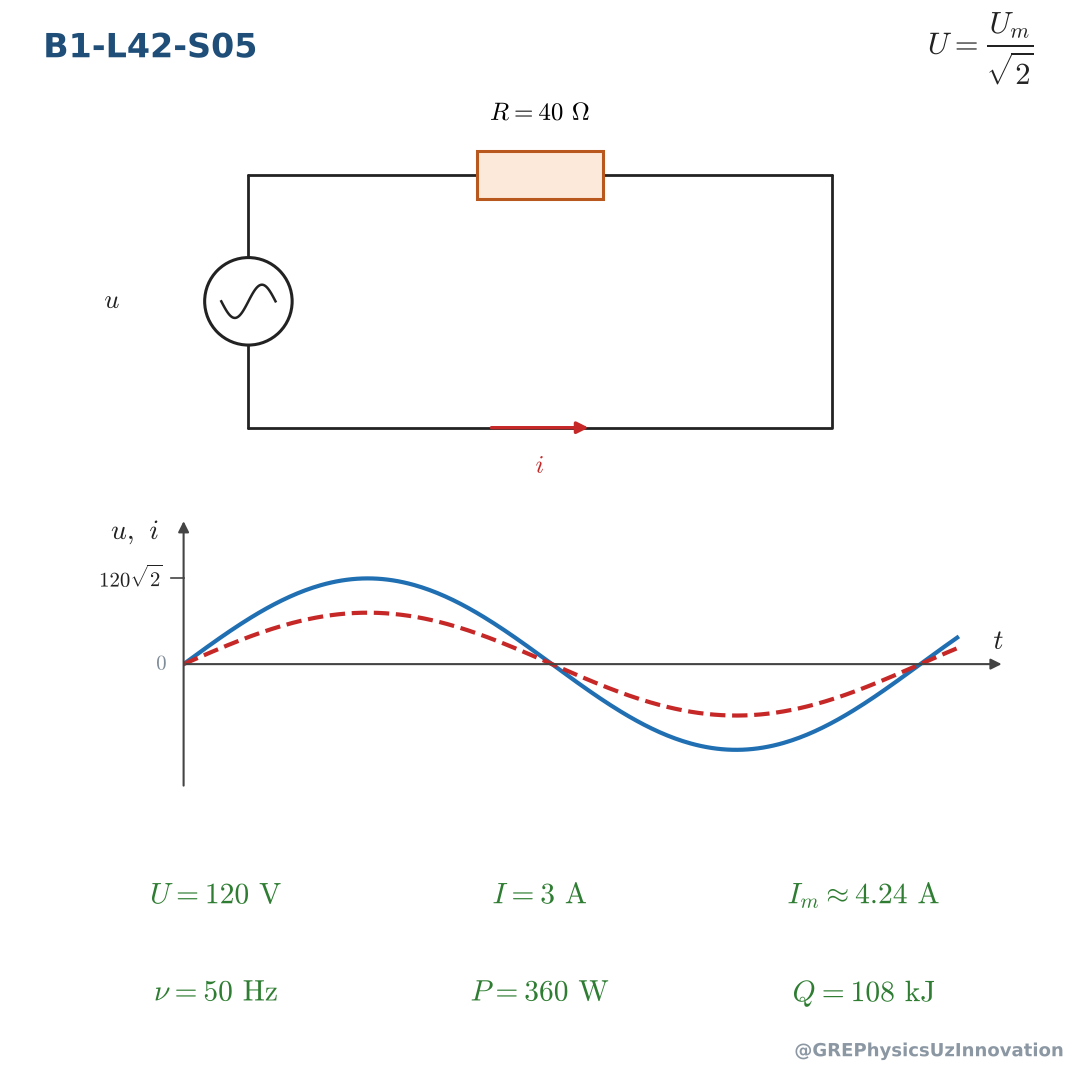 B1-L42-S05
U = U_m / √2
R = 40 Ω
u
i
u, i
120√2
0
t
U = 120 V
I = 3 A
I_m ≈ 4.24 A
ν = 50 Hz
P = 360 W
Q = 108 kJ
@GREPhysicsUzInnovation